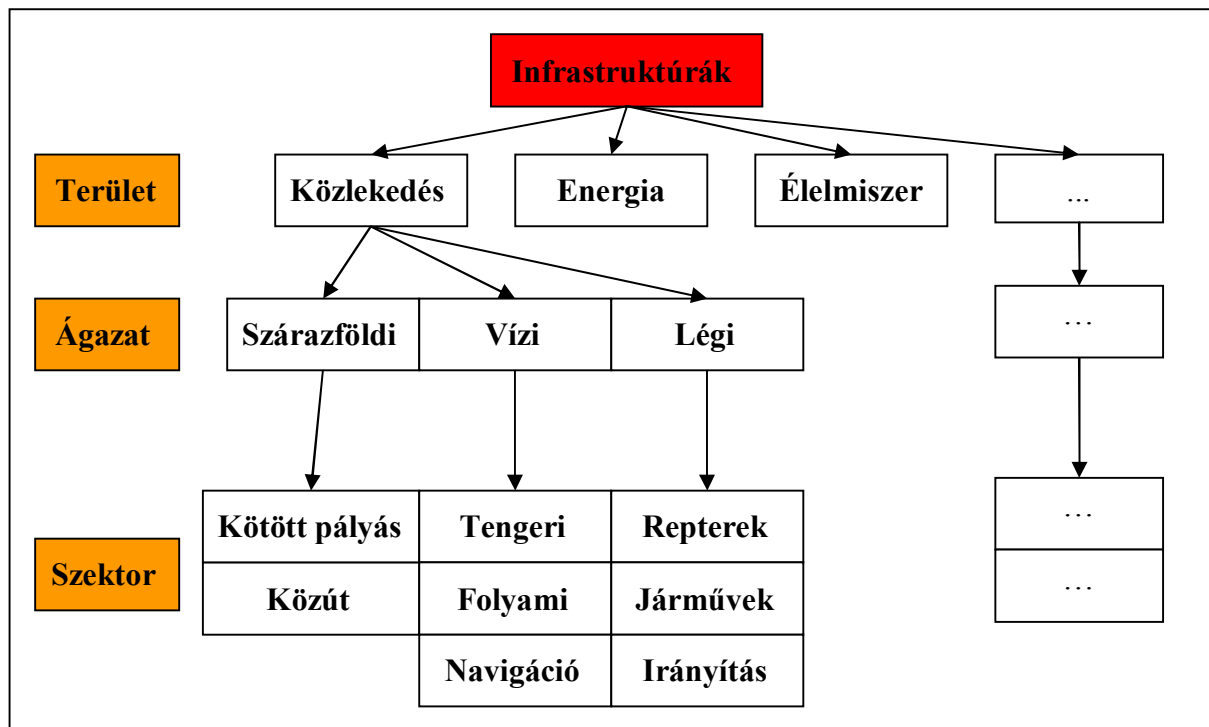 Infrastruktúrák
Terület
Közlekedés
Energia
Élelmiszer
...
Ágazat
Szárazföldi
Vízi
Légi
...
Szektor
Kötött pályás
Tengeri
Repterek
...
Közút
Folyami
Járművek
...
Navigáció
Irányítás